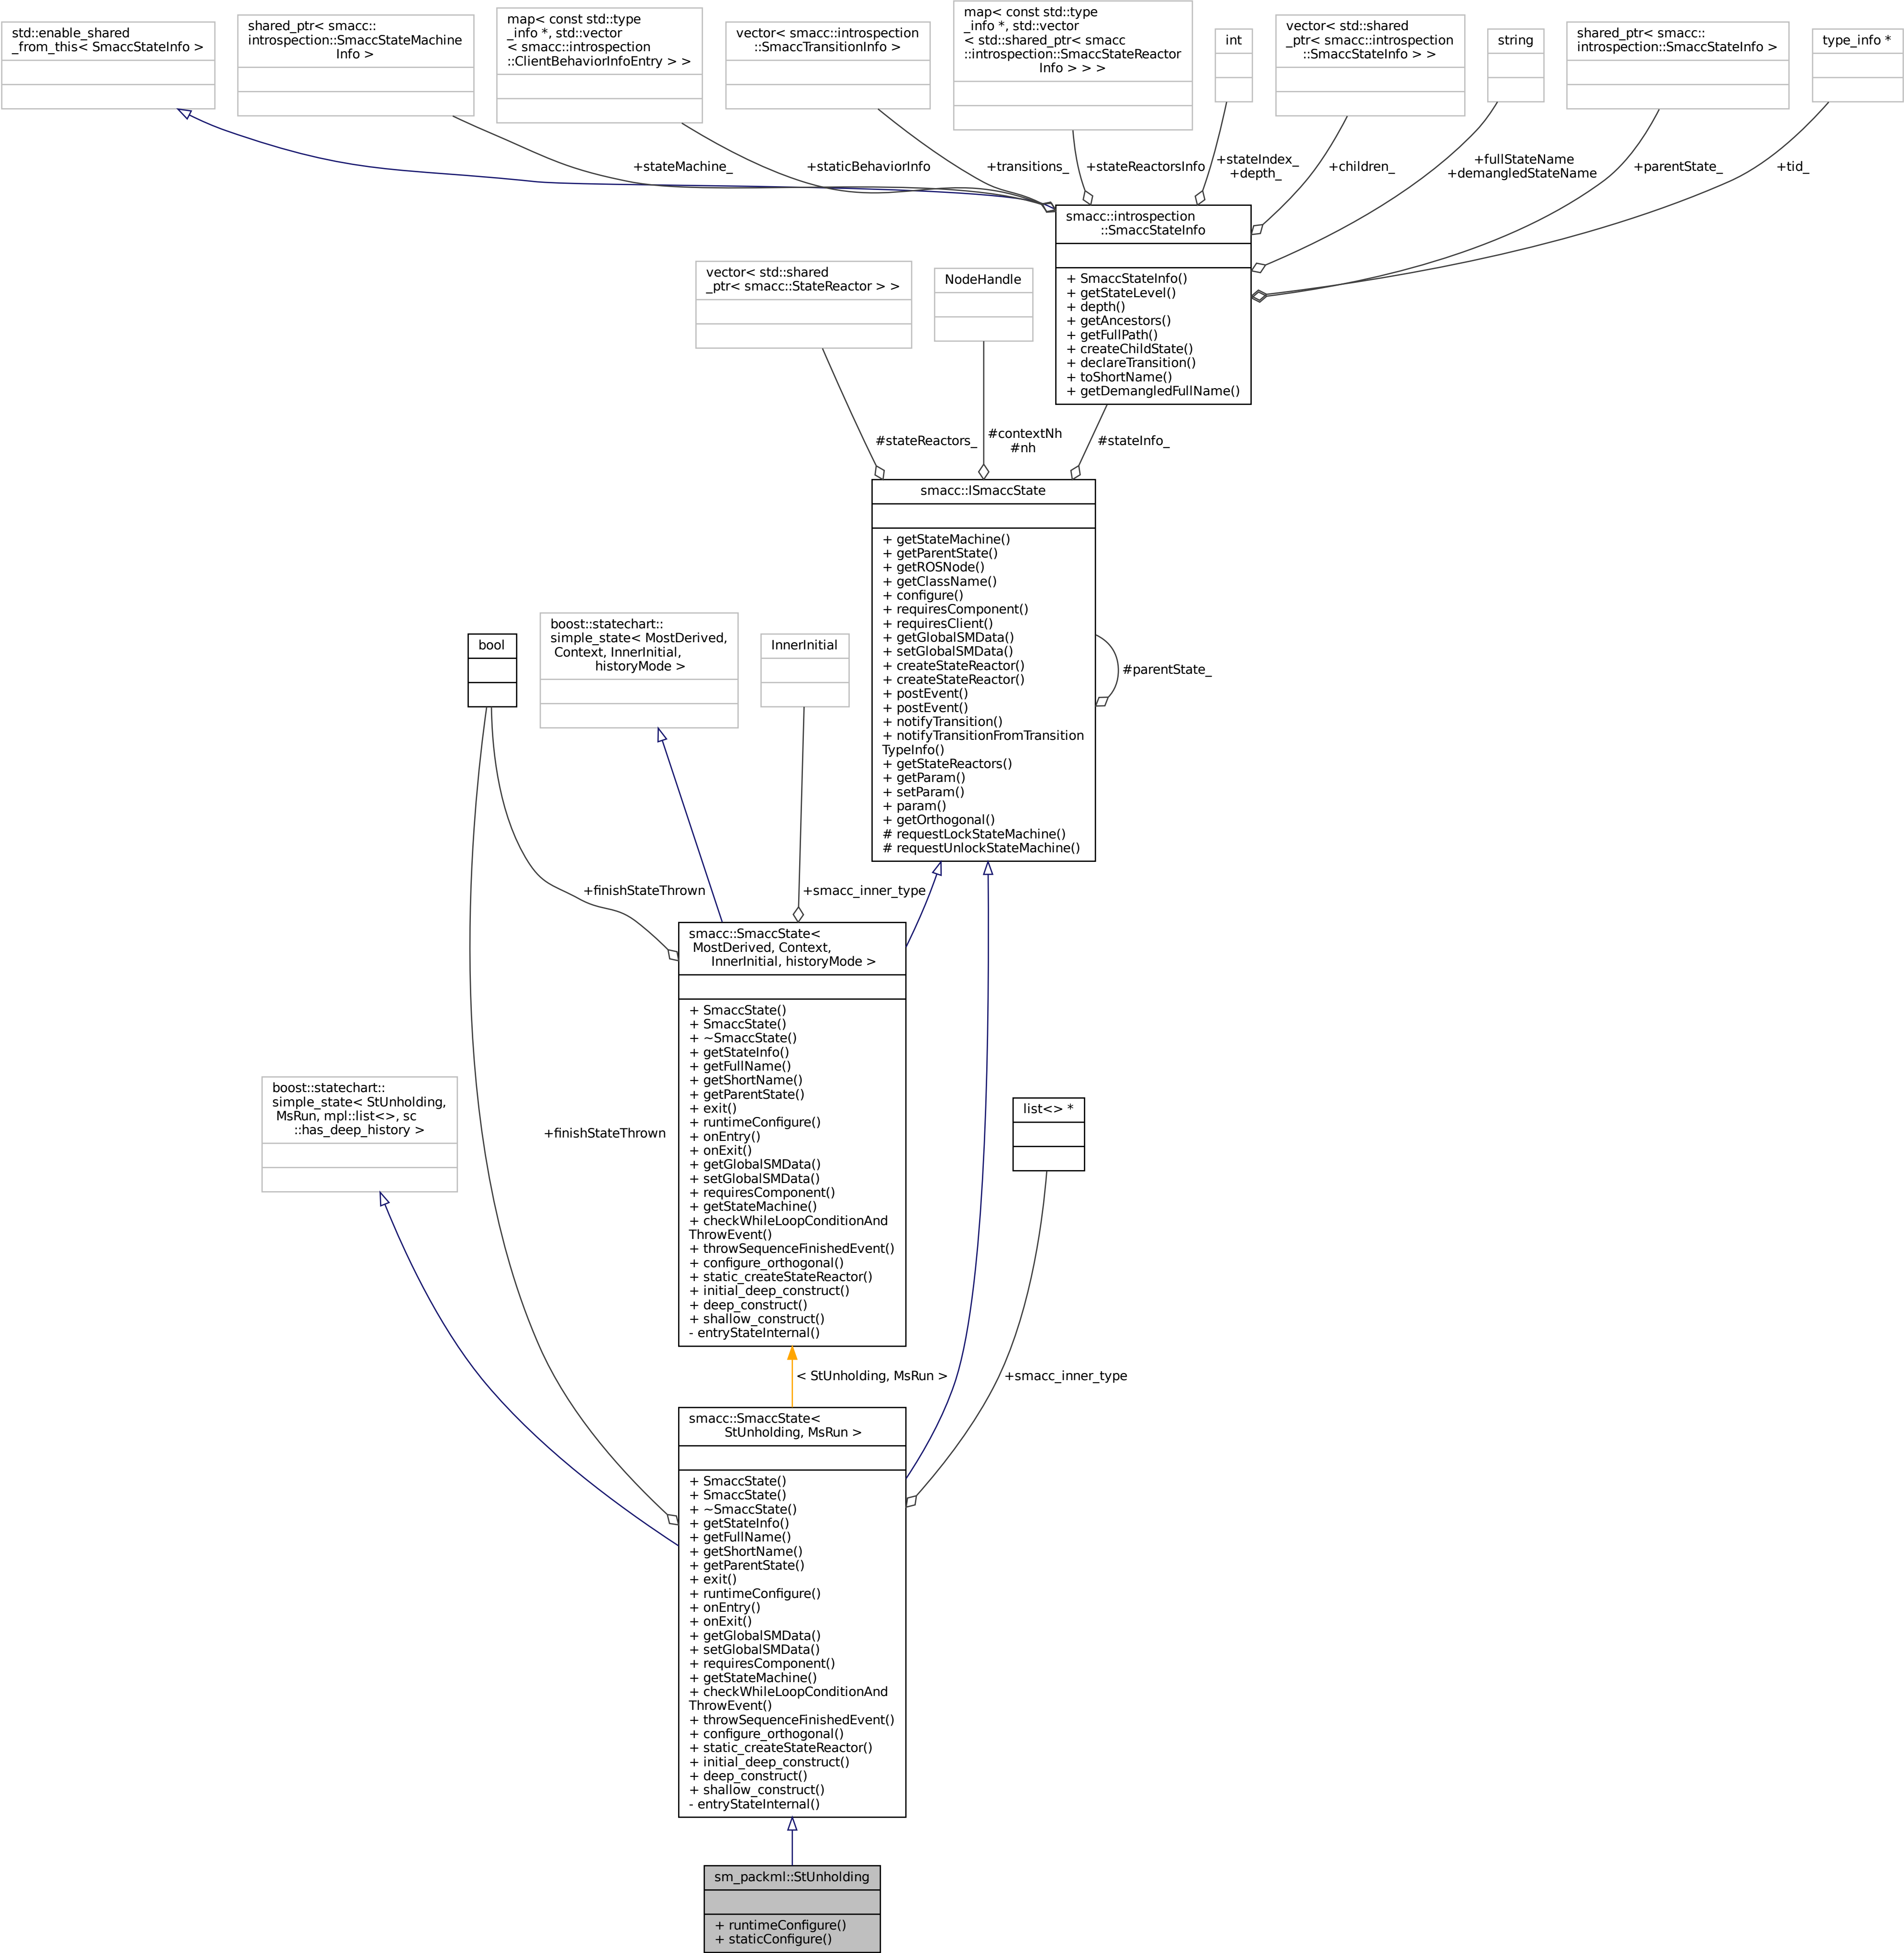 std::enable_shared
_from_this< SmaccStateInfo >
shared_ptr< smacc::
introspection::SmaccStateMachine
Info >
map< const std::type
_info *, std::vector
< smacc::introspection
::ClientBehaviorInfoEntry > >
vector< smacc::introspection
::SmaccTransitionInfo >
map< const std::type
_info *, std::vector
< std::shared_ptr< smacc
::introspection::SmaccStateReactor
Info > > >
int
vector< std::shared
_ptr< smacc::introspection
::SmaccStateInfo > >
string
shared_ptr< smacc::
introspection::SmaccStateInfo >
type_info *
+stateMachine_
+staticBehaviorInfo
+transitions_
+stateReactorsInfo
+stateIndex_
+depth_
+children_
+fullStateName
+demangledStateName
+parentState_
+tid_
smacc::introspection
::SmaccStateInfo
+ SmaccStateInfo()
+ getStateLevel()
+ depth()
+ getAncestors()
+ getFullPath()
+ createChildState()
+ declareTransition()
+ toShortName()
+ getDemangledFullName()
vector< std::shared
_ptr< smacc::StateReactor > >
NodeHandle
#stateReactors_
#contextNh
#nh
#stateInfo_
smacc::ISmaccState
+ getStateMachine()
+ getParentState()
+ getROSNode()
+ getClassName()
+ configure()
+ requiresComponent()
+ requiresClient()
+ getGlobalSMData()
+ setGlobalSMData()
+ createStateReactor()
+ createStateReactor()
+ postEvent()
+ postEvent()
+ notifyTransition()
+ notifyTransitionFromTransition
TypeInfo()
+ getStateReactors()
+ getParam()
+ setParam()
+ param()
+ getOrthogonal()
# requestLockStateMachine()
# requestUnlockStateMachine()
#parentState_
bool
boost::statechart::
simple_state< MostDerived,
Context, InnerInitial,
historyMode >
InnerInitial
+finishStateThrown
+smacc_inner_type
smacc::SmaccState<
MostDerived, Context,
InnerInitial, historyMode >
+ SmaccState()
+ SmaccState()
+ ~SmaccState()
+ getStateInfo()
+ getFullName()
+ getShortName()
+ getParentState()
+ exit()
+ runtimeConfigure()
+ onEntry()
+ onExit()
+ getGlobalSMData()
+ setGlobalSMData()
+ requiresComponent()
+ getStateMachine()
+ checkWhileLoopConditionAnd
ThrowEvent()
+ throwSequenceFinishedEvent()
+ configure_orthogonal()
+ static_createStateReactor()
+ initial_deep_construct()
+ deep_construct()
+ shallow_construct()
- entryStateInternal()
boost::statechart::
simple_state< StUnholding,
MsRun, mpl::list<>, sc
::has_deep_history >
+finishStateThrown
list<> *
< StUnholding, MsRun >
+smacc_inner_type
smacc::SmaccState<
StUnholding, MsRun >
+ SmaccState()
+ SmaccState()
+ ~SmaccState()
+ getStateInfo()
+ getFullName()
+ getShortName()
+ getParentState()
+ exit()
+ runtimeConfigure()
+ onEntry()
+ onExit()
+ getGlobalSMData()
+ setGlobalSMData()
+ requiresComponent()
+ getStateMachine()
+ checkWhileLoopConditionAnd
ThrowEvent()
+ throwSequenceFinishedEvent()
+ configure_orthogonal()
+ static_createStateReactor()
+ initial_deep_construct()
+ deep_construct()
+ shallow_construct()
- entryStateInternal()
sm_packml::StUnholding
+ runtimeConfigure()
+ staticConfigure()